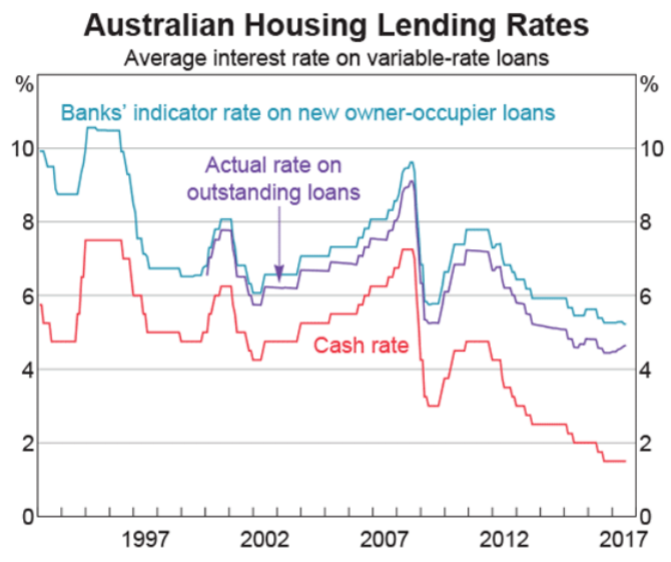 Australian Housing Lending Rates
Average interest rate on variable-rate loans
% %
Banks' indicator rate on new owner-occupier loans
10 10
Actual rate on
outstanding loans
8 8
6 6
Cash rate
4 4
2 2
0 0
1997 2002 2007 2012 2017